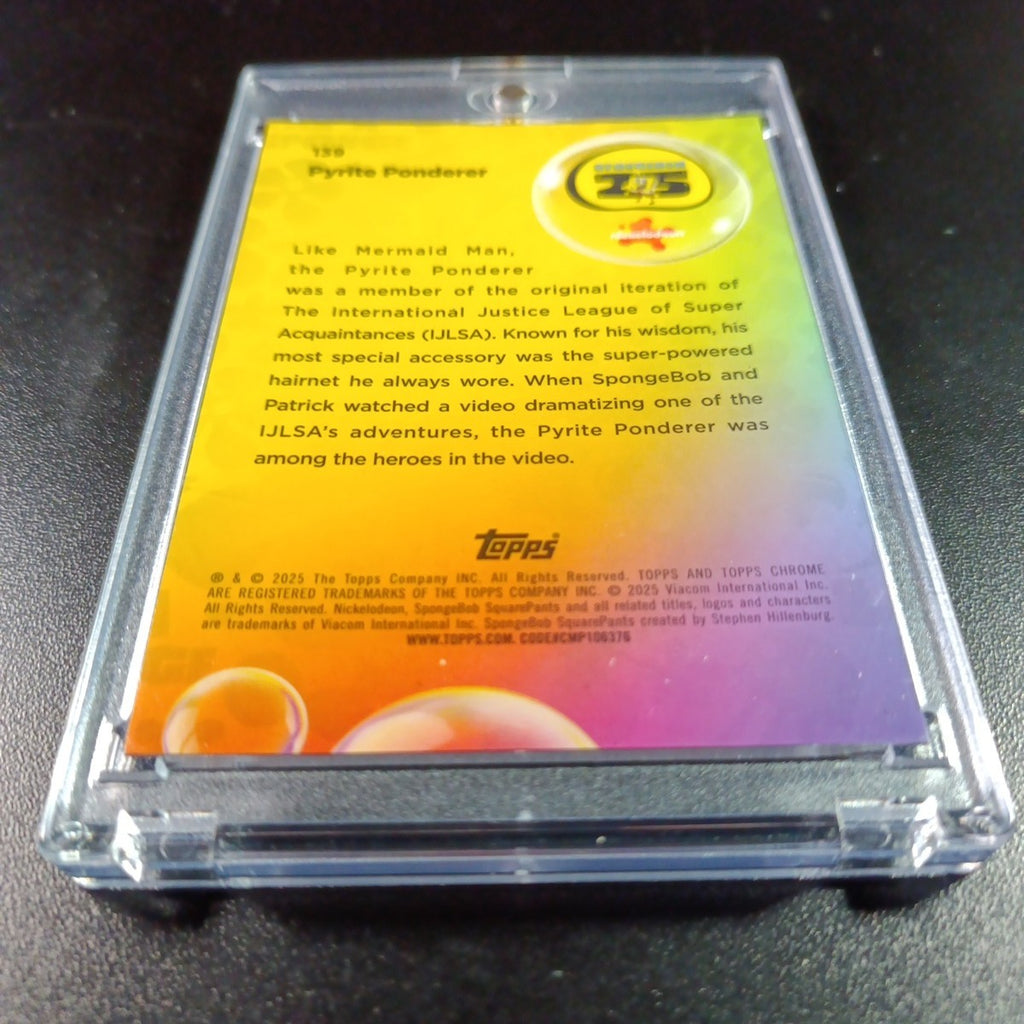 139
Pyrite Ponderer
SPONGEBOB
25
nickelodeon
Like Mermaid Man,
the Pyrite Ponderer
was a member of the original iteration of
The International Justice League of Super
Acquaintances (IJLSA). Known for his wisdom, his
most special accessory was the super-powered
hairnet he always wore. When SpongeBob and
Patrick watched a video dramatizing one of the
IJLSA's adventures, the Pyrite Ponderer was
among the heroes in the video.
topps®
® & © 2025 The Topps Company INC. All Rights Reserved. TOPPS AND TOPPS CHROME
ARE REGISTERED TRADEMARKS OF THE TOPPS COMPANY INC. © 2025 Viacom International Inc.
All Rights Reserved. Nickelodeon, SpongeBob SquarePants and all related titles, logos and characters
are trademarks of Viacom International Inc. SpongeBob SquarePants created by Stephen Hillenburg.
WWW.TOPPS.COM. CODE#CMP106376